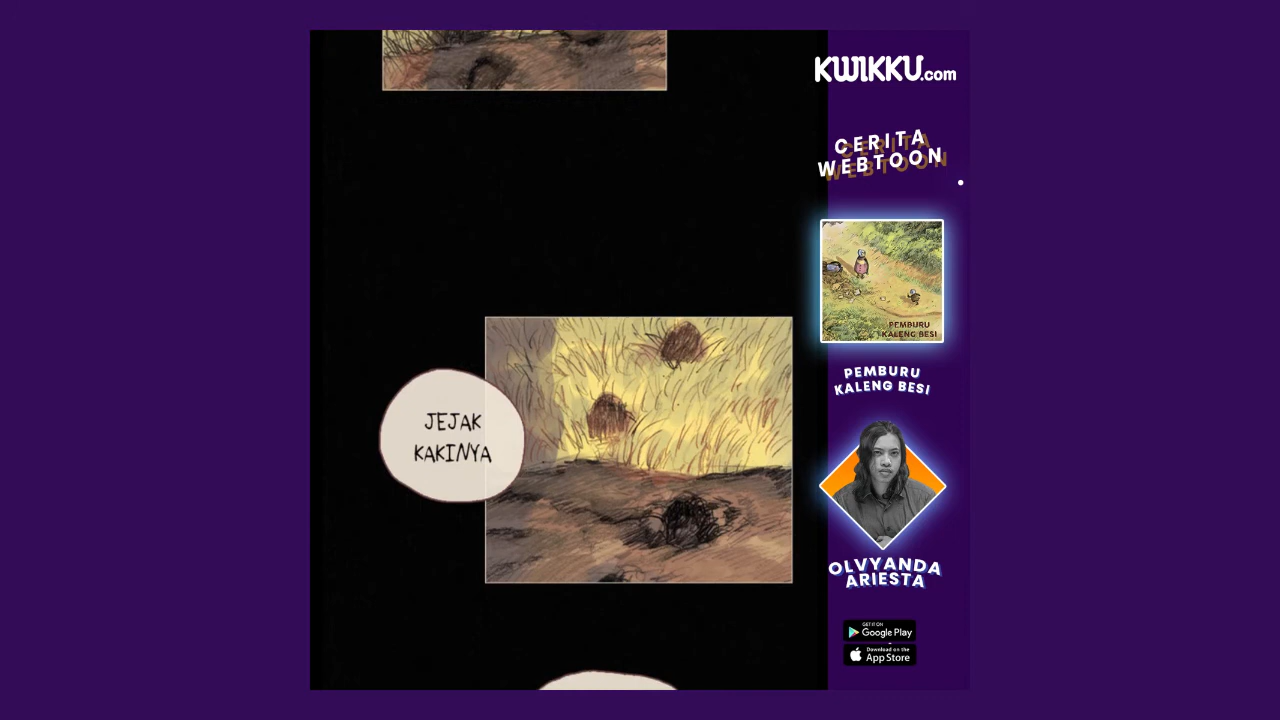 KWIKKU.com
CERITA
WEBTOON
PEMBURU
KALENG BESI
PEMBURU
KALENG BESI
JEJAK
KAKINYA
OLVYANDA
ARIESTA
GET IT ON
Google Play
Download on the
App Store